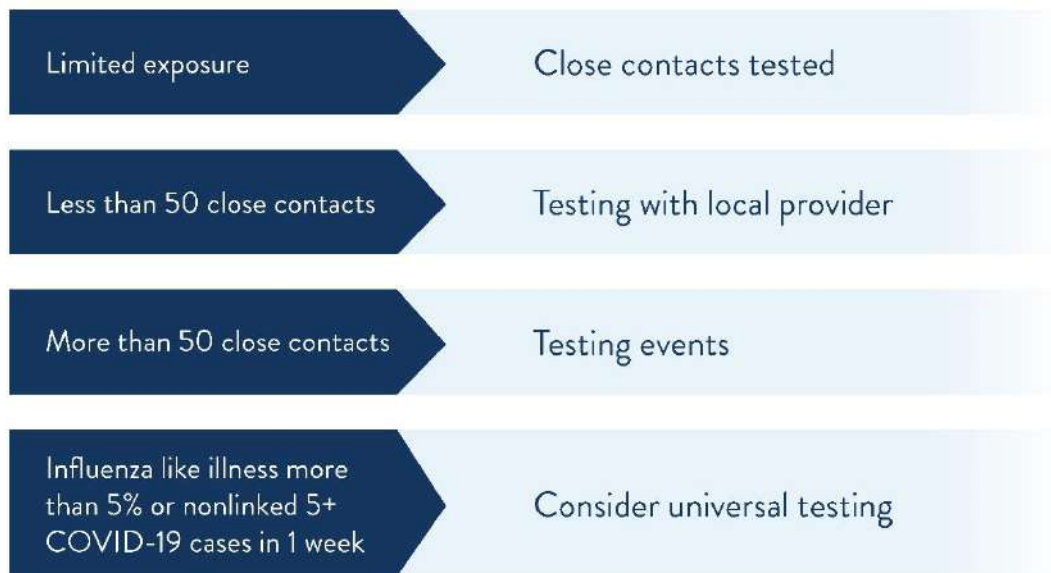 Limited exposure
Close contacts tested
Less than 50 close contacts
Testing with local provider
More than 50 close contacts
Testing events
Influenza like illness more
than 5% or nonlinked 5+
COVID-19 cases in 1 week
Consider universal testing